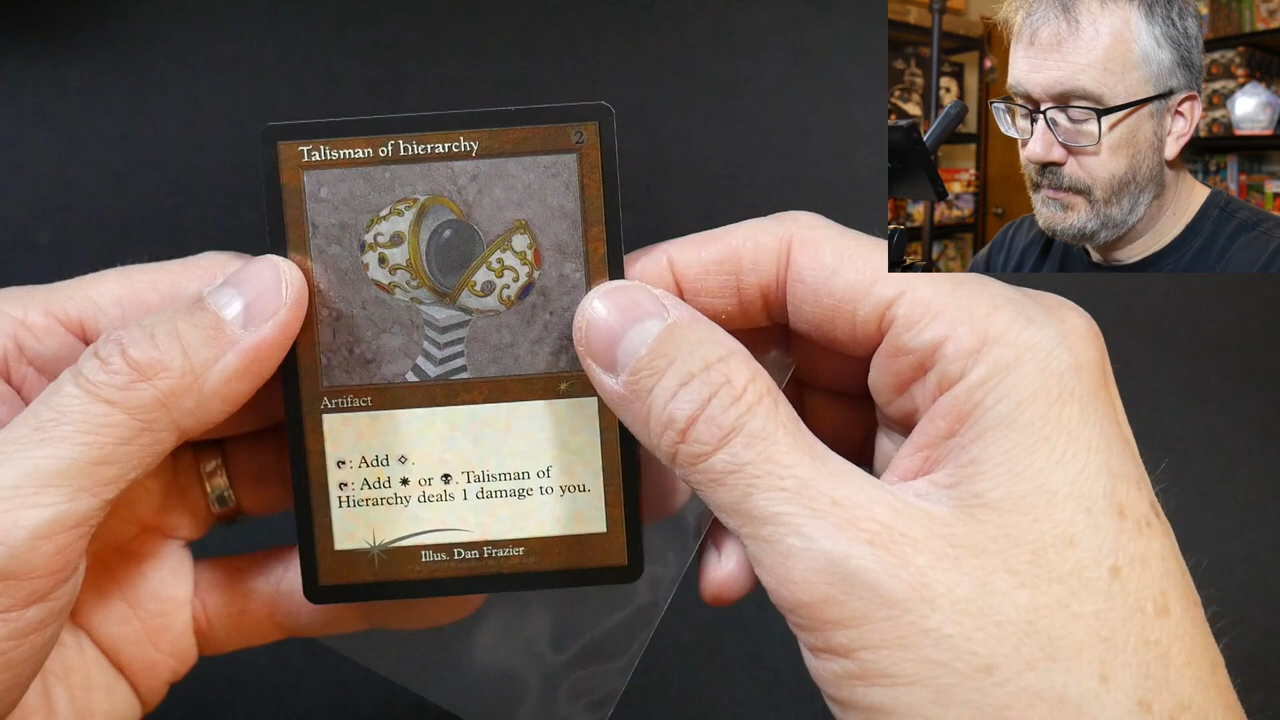 Talisman of Hierarchy 2
Artifact
: Add .
: Add or . Talisman of
Hierarchy deals 1 damage to you.
Illus. Dan Frazier